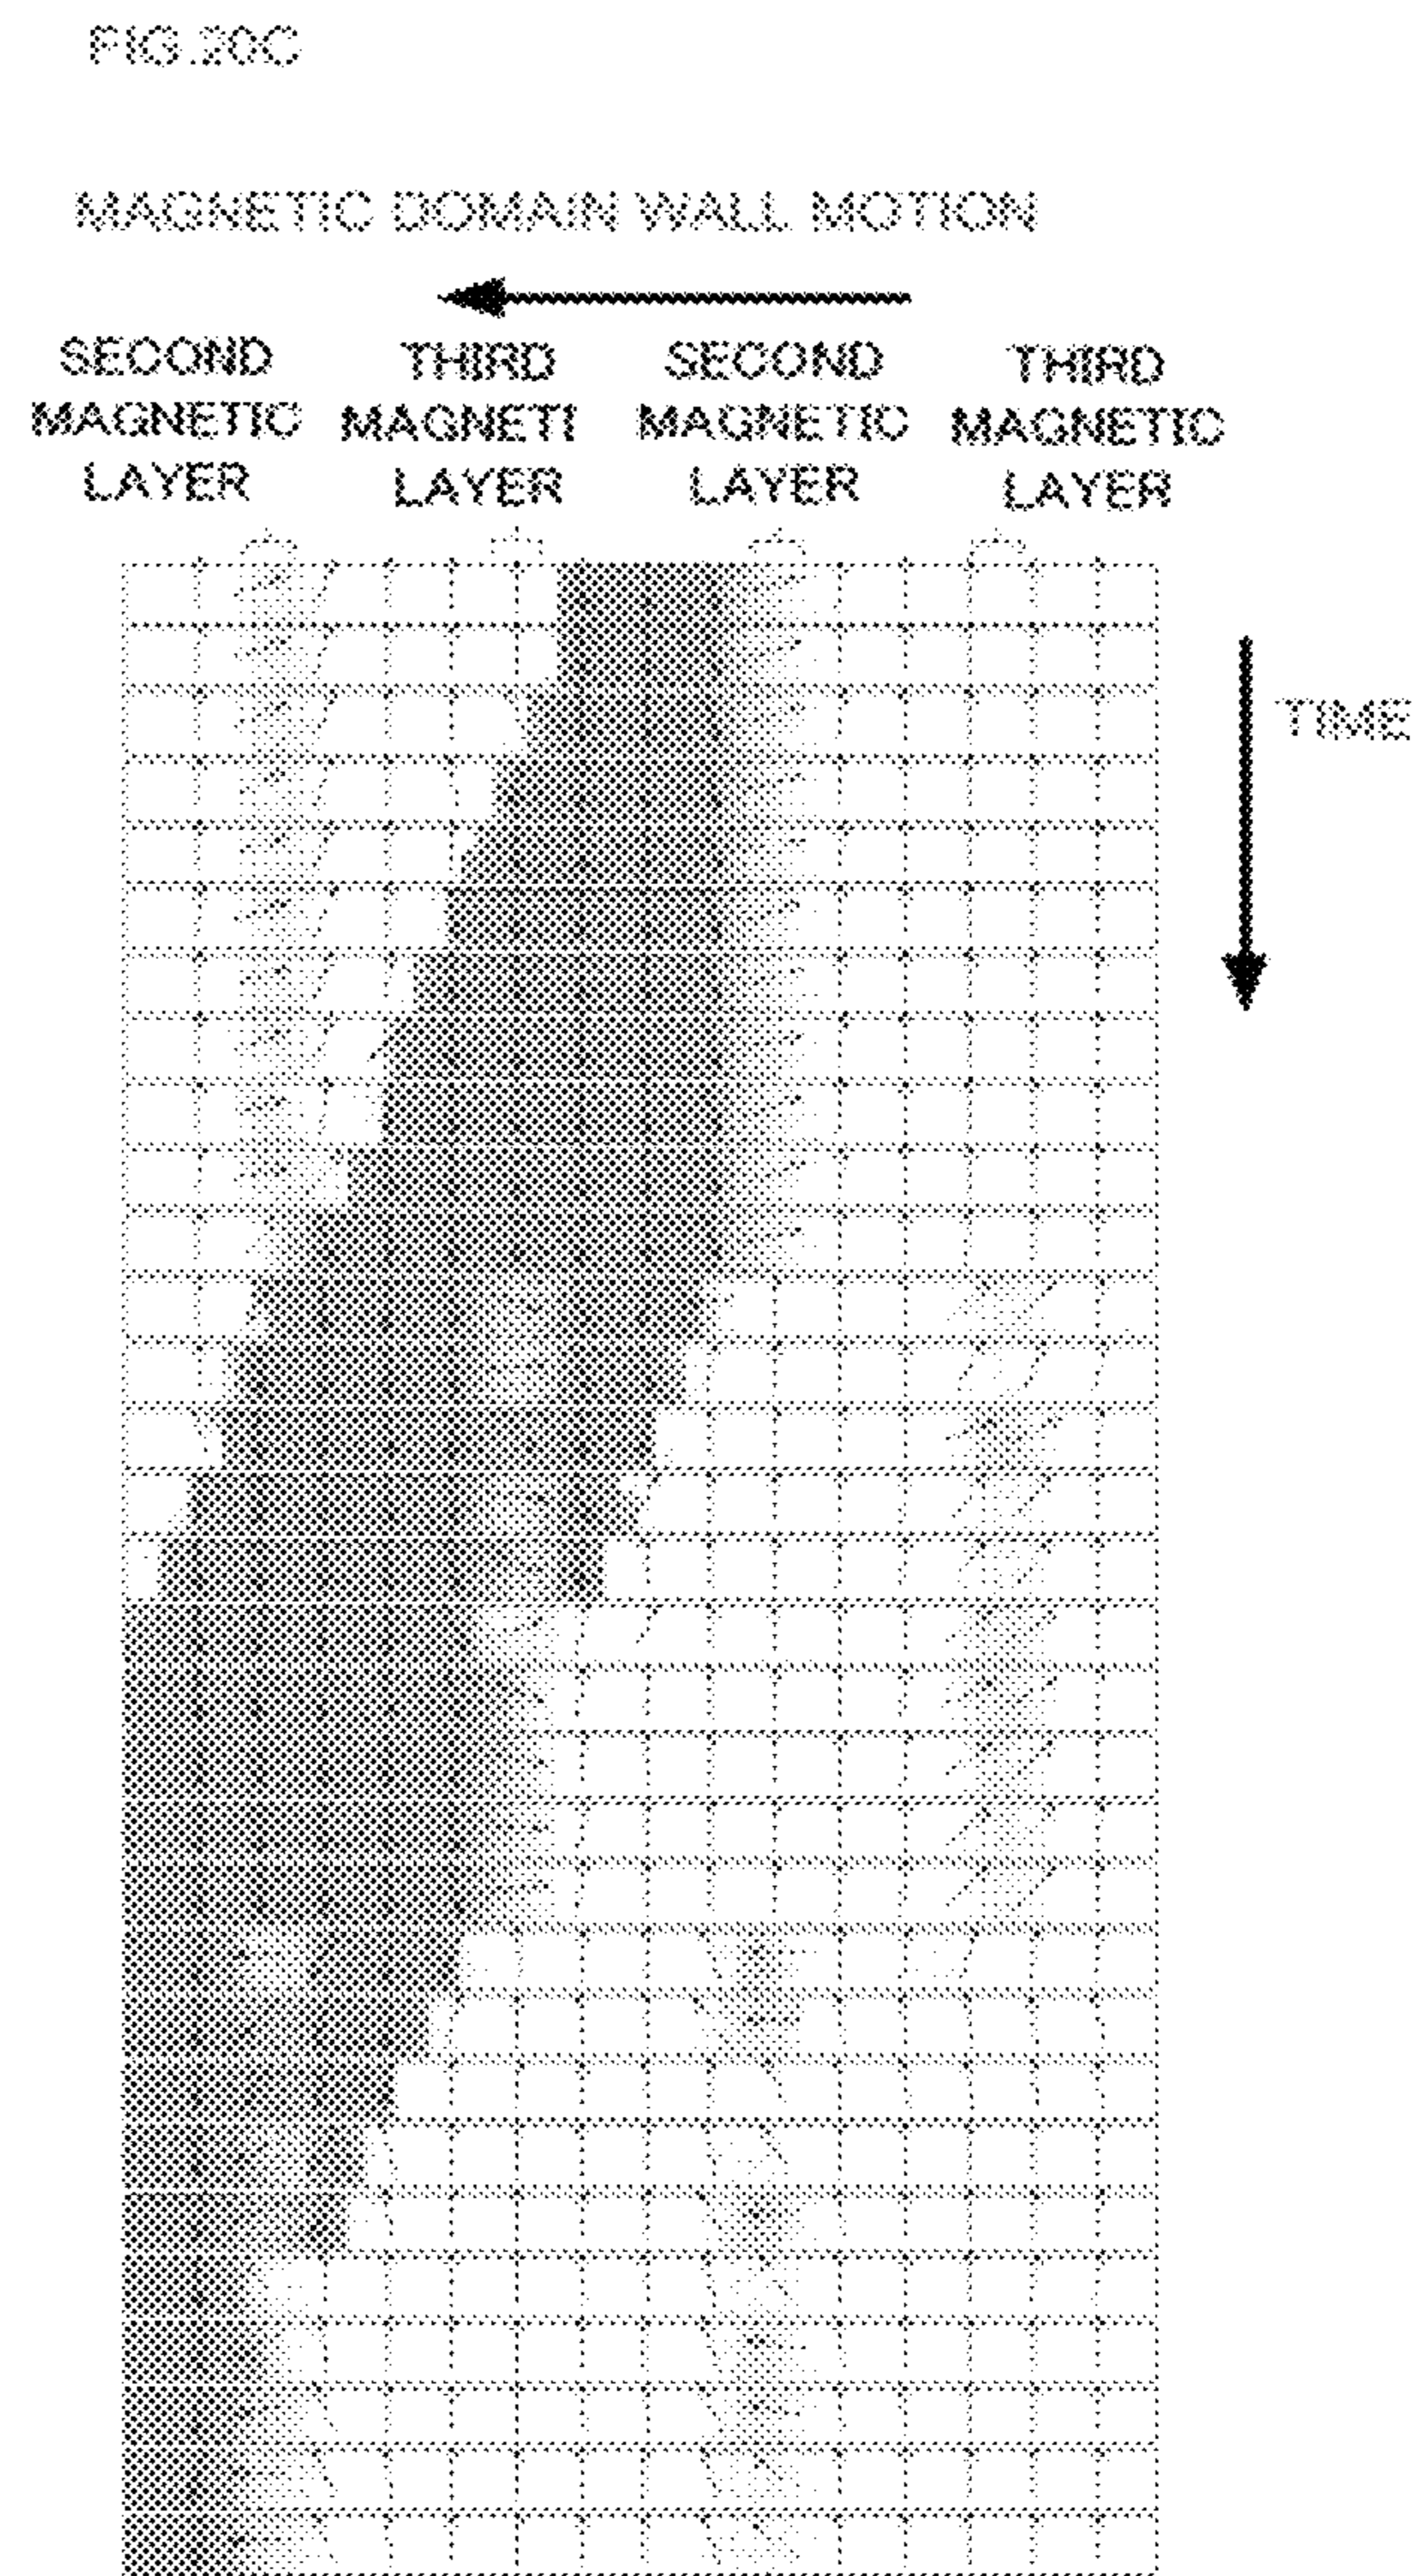 FIG.20C
MAGNETIC DOMAIN WALL MOTION
SECOND
MAGNETIC
LAYER
THIRD
MAGNETI
LAYER
SECOND
MAGNETIC
LAYER
THIRD
MAGNETIC
LAYER
TIME